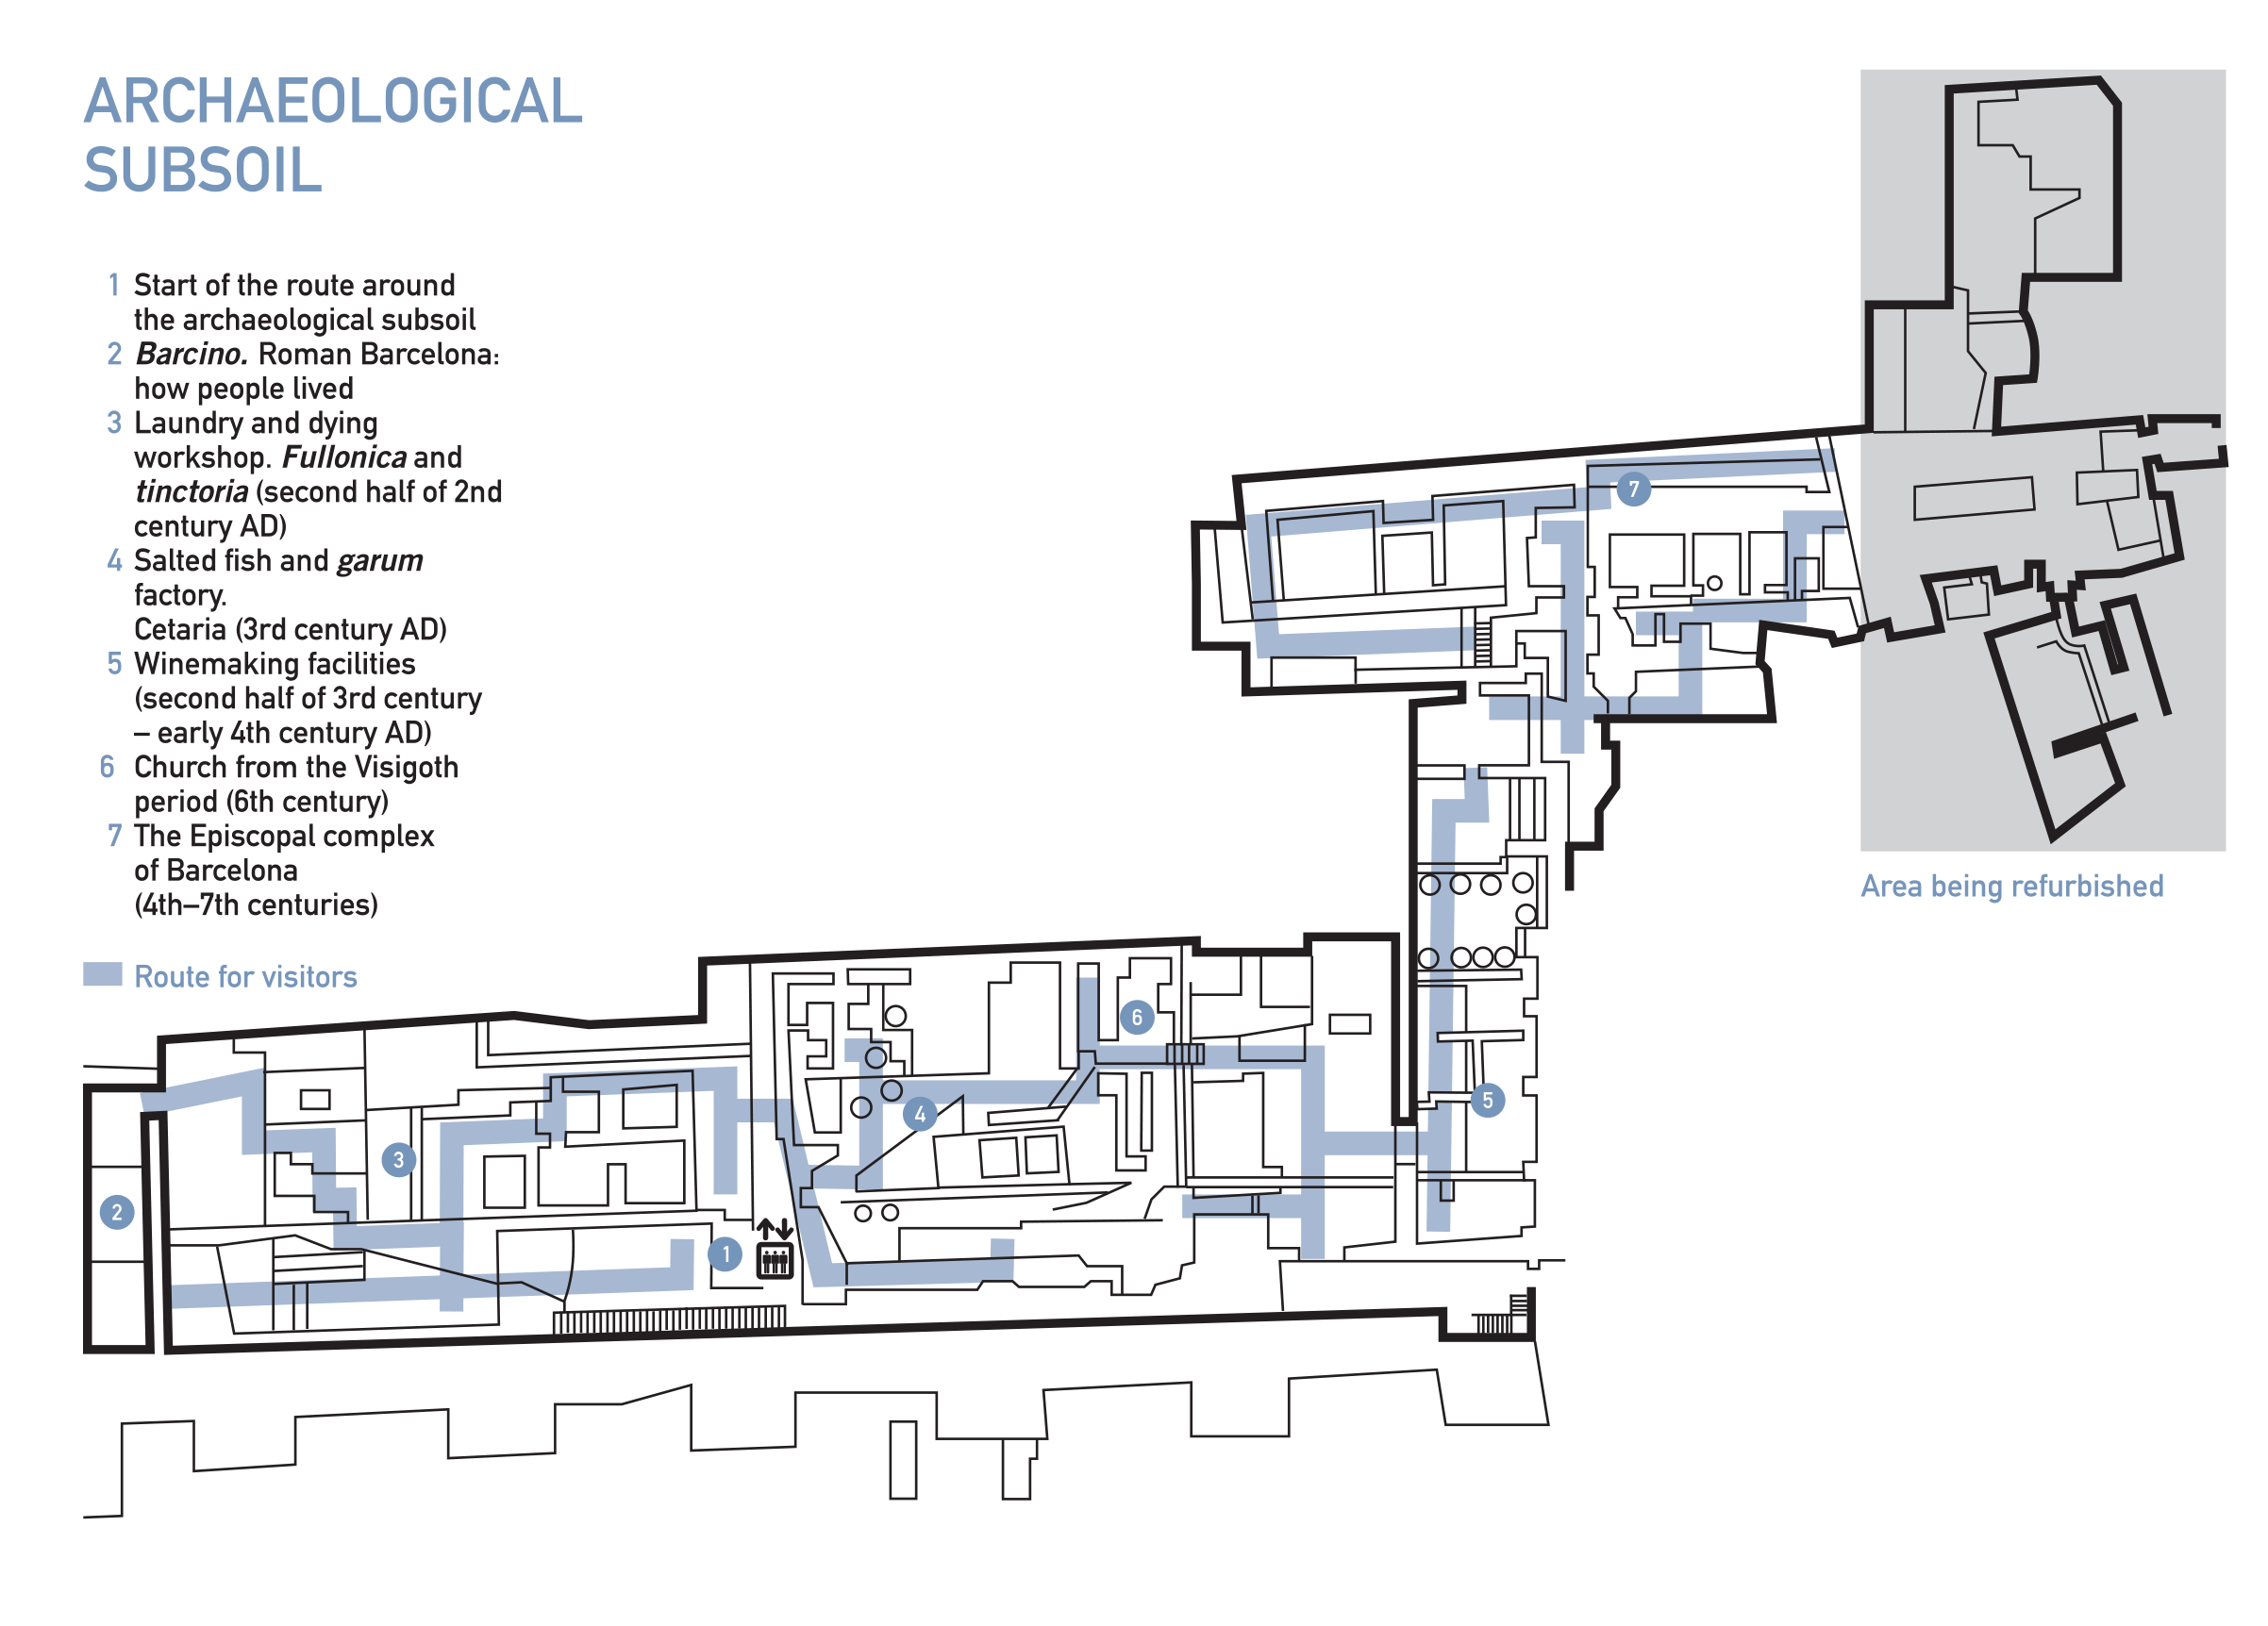 ARCHAEOLOGICAL
SUBSOIL
1 Start of the route around
the archaeological subsoil
2 Barcino. Roman Barcelona:
how people lived
3 Laundry and dying
workshop. Fullonica and
tinctoria (second half of 2nd
century AD)
4 Salted fish and garum
factory.
Cetaria (3rd century AD)
5 Winemaking facilities
(second half of 3rd century
– early 4th century AD)
6 Church from the Visigoth
period (6th century)
7 The Episcopal complex
of Barcelona
(4th–7th centuries)
Route for visitors
7
Area being refurbished
6
5
4
3
2
1